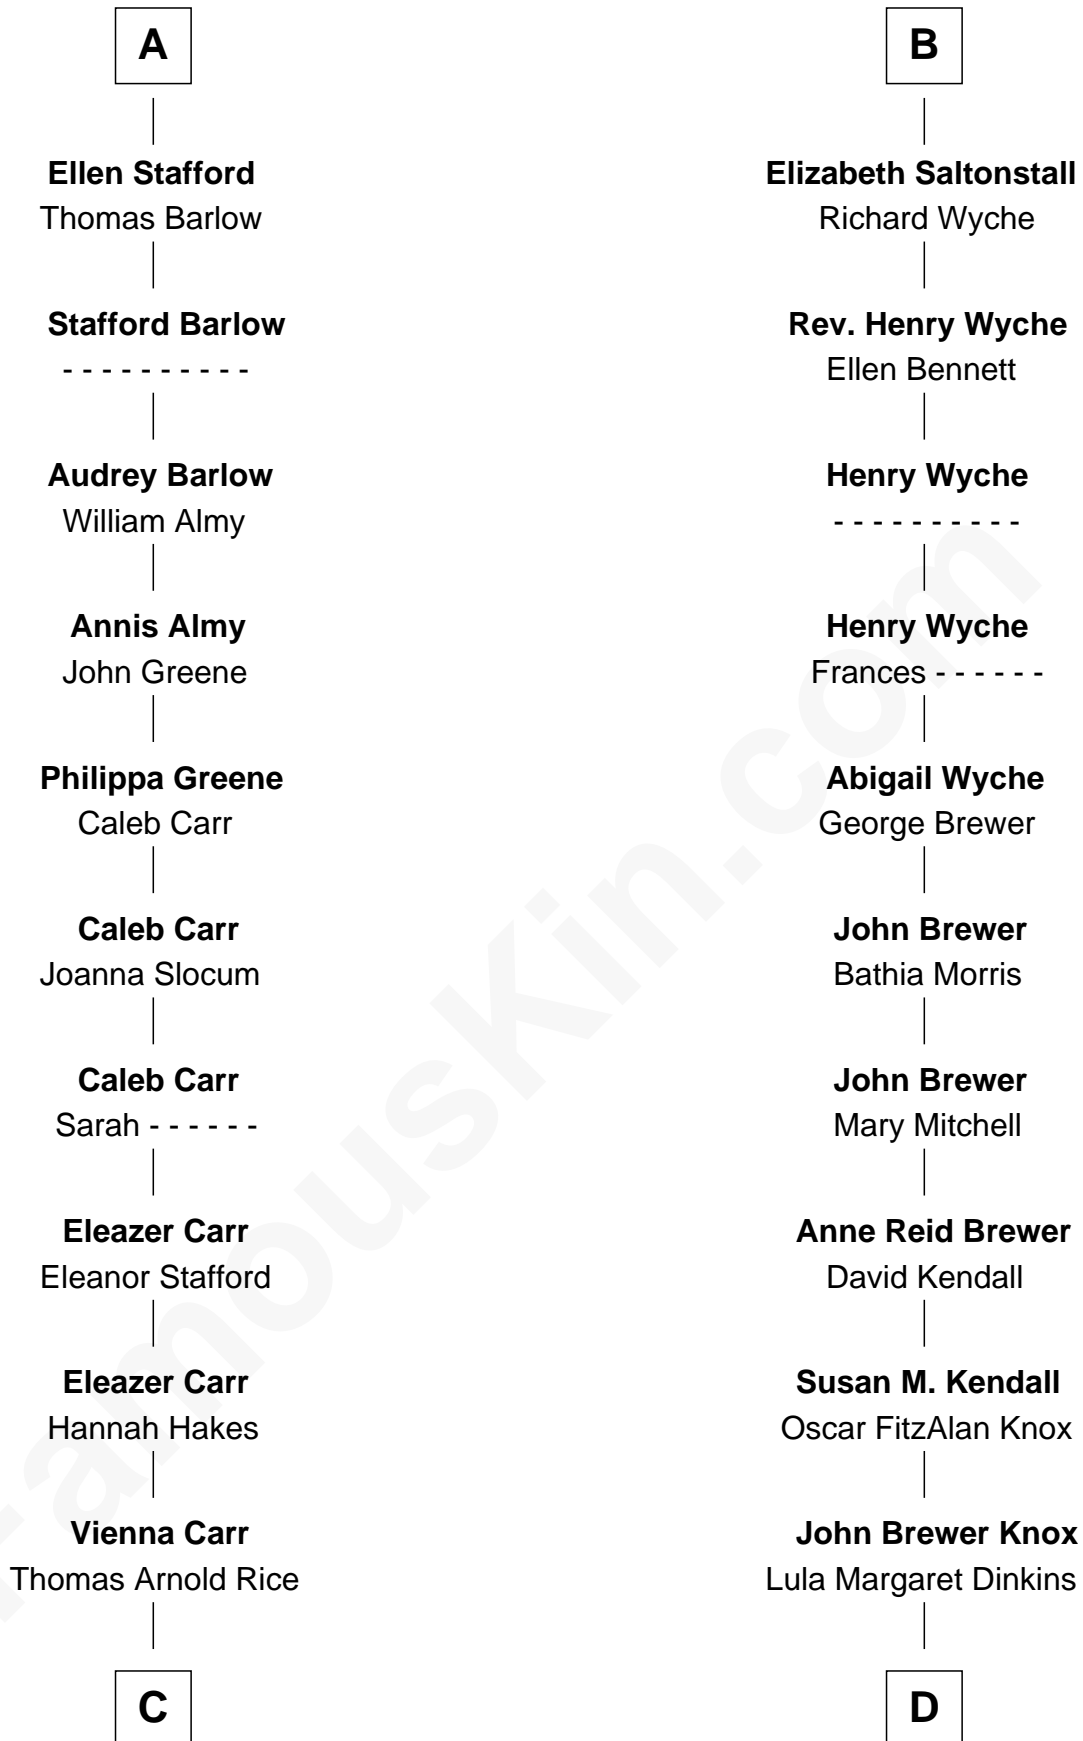 A
Ellen Stafford
Thomas Barlow
Stafford Barlow
- - - - - - - - - -
Audrey Barlow
William Almy
Annis Almy
John Greene
Philippa Greene
Caleb Carr
Caleb Carr
Joanna Slocum
Caleb Carr
Sarah - - - - - -
Eleazer Carr
Eleanor Stafford
Eleazer Carr
Hannah Hakes
Vienna Carr
Thomas Arnold Rice
C
B
Elizabeth Saltonstall
Richard Wyche
Rev. Henry Wyche
Ellen Bennett
Henry Wyche
- - - - - - - - - -
Henry Wyche
Frances - - - - - -
Abigail Wyche
George Brewer
John Brewer
Bathia Morris
John Brewer
Mary Mitchell
Anne Reid Brewer
David Kendall
Susan M. Kendall
Oscar FitzAlan Knox
John Brewer Knox
Lula Margaret Dinkins
D
FamousKin.com